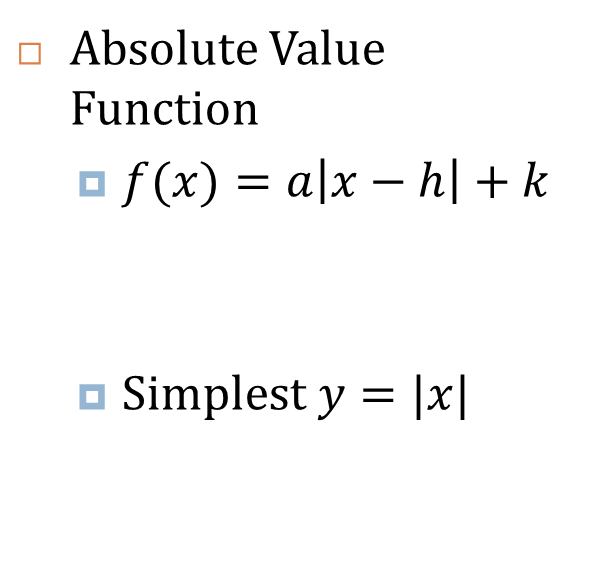 Absolute Value
Function
f(x) = a|x − h| + k
Simplest y = |x|